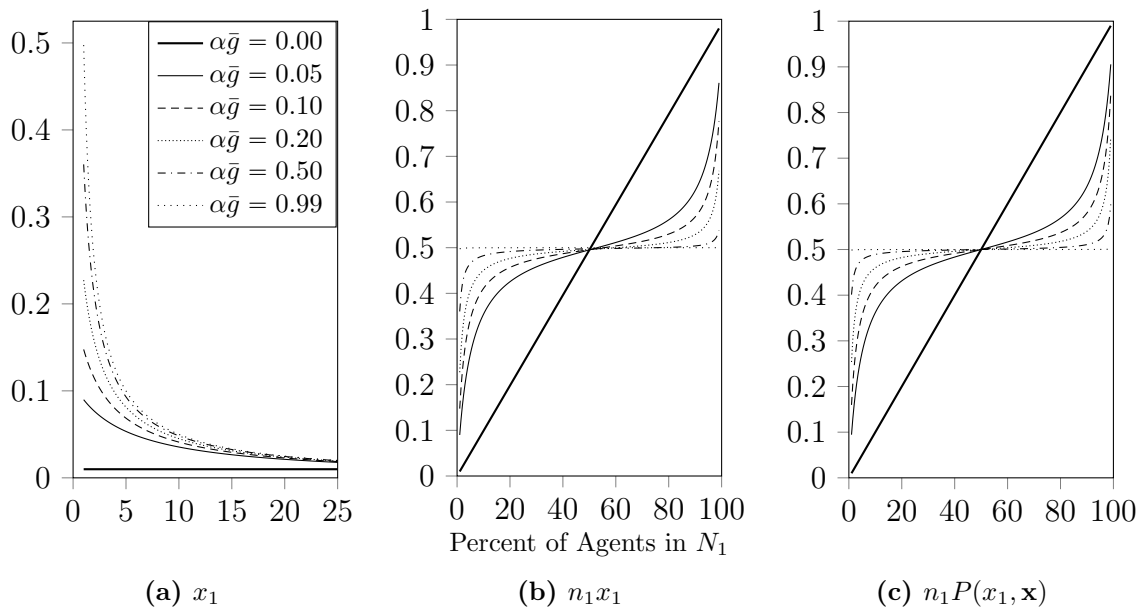 0.5
0.4
0.3
0.2
0.1
0
0 5 10 15 20 25
αḡ = 0.00
αḡ = 0.05
αḡ = 0.10
αḡ = 0.20
αḡ = 0.50
αḡ = 0.99
(a) x₁
1
0.9
0.8
0.7
0.6
0.5
0.4
0.3
0.2
0.1
0
0 20 40 60 80 100
Percent of Agents in N₁
(b) n₁x₁
1
0.9
0.8
0.7
0.6
0.5
0.4
0.3
0.2
0.1
0
0 20 40 60 80 100
(c) n₁P(x₁, x)